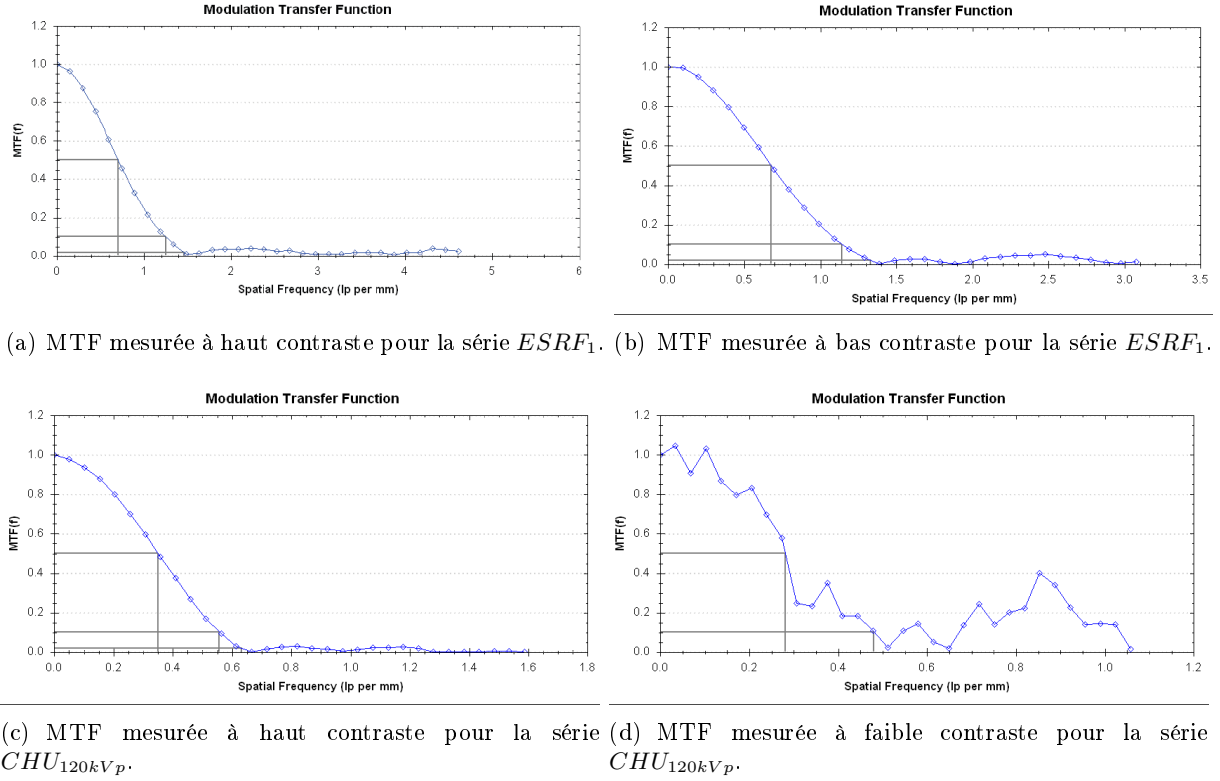 Modulation Transfer Function
1.2
1.0
0.8
0.6
0.4
0.2
0.0
MTF(f)
0 1 2 3 4 5 6
Spatial Frequency (lp per mm)
(a) MTF mesurée à haut contraste pour la série ESRF1.
Modulation Transfer Function
1.2
1.0
0.8
0.6
0.4
0.2
0.0
MTF(f)
0.0 0.5 1.0 1.5 2.0 2.5 3.0 3.5
Spatial Frequency (lp per mm)
(b) MTF mesurée à bas contraste pour la série ESRF1.
Modulation Transfer Function
1.2
1.0
0.8
0.6
0.4
0.2
0.0
MTF(f)
0.0 0.2 0.4 0.6 0.8 1.0 1.2 1.4 1.6 1.8
Spatial Frequency (lp per mm)
(c) MTF mesurée à haut contraste pour la série
CHU120kVp.
Modulation Transfer Function
1.2
1.0
0.8
0.6
0.4
0.2
0.0
MTF(f)
0.0 0.2 0.4 0.6 0.8 1.0 1.2
Spatial Frequency (lp per mm)
(d) MTF mesurée à faible contraste pour la série
CHU120kVp.